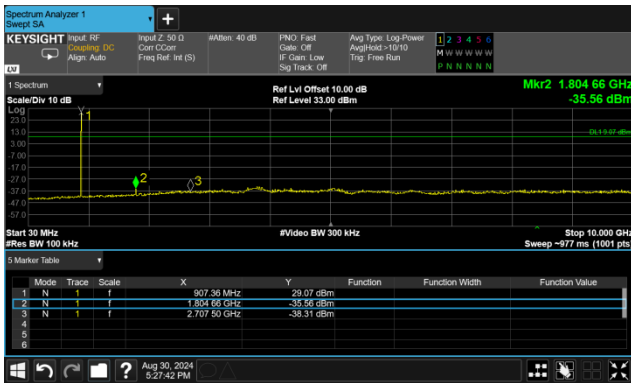 Spectrum Analyzer 1
Swept SA
KEYSIGHT
Input: RF
Coupling: DC
Align: Auto
Input Z: 50 Ω
Corr CCorr
Freq Ref: Int (S)
#Atten: 40 dB
PNO: Fast
Gate: Off
IF Gain: Low
Sig Track: Off
Avg Type: Log-Power
Avg|Hold:>10/10
Trig: Free Run
1 2 3 4 5 6
M W W W W W
P N N N N N
LXI
1 Spectrum
Scale/Div 10 dB
Ref Lvl Offset 10.00 dB
Ref Level 33.00 dBm
Mkr2 1.804 66 GHz
-35.56 dBm
Log
23.0
13.0
3.00
-7.00
-17.0
-27.0
-37.0
-47.0
-57.0
1
2
3
Start 30 MHz
#Res BW 100 kHz
#Video BW 300 kHz
Stop 10.000 GHz
Sweep ~977 ms (1001 pts)
5 Marker Table
Mode Trace Scale X Y Function Function Width Function Value
1 N 1 f 907.36 MHz 29.07 dBm
2 N 1 f 1.804 66 GHz -35.56 dBm
3 N 1 f 2.707 50 GHz -38.31 dBm
4
5
6
?
Aug 30, 2024
5:27:42 PM